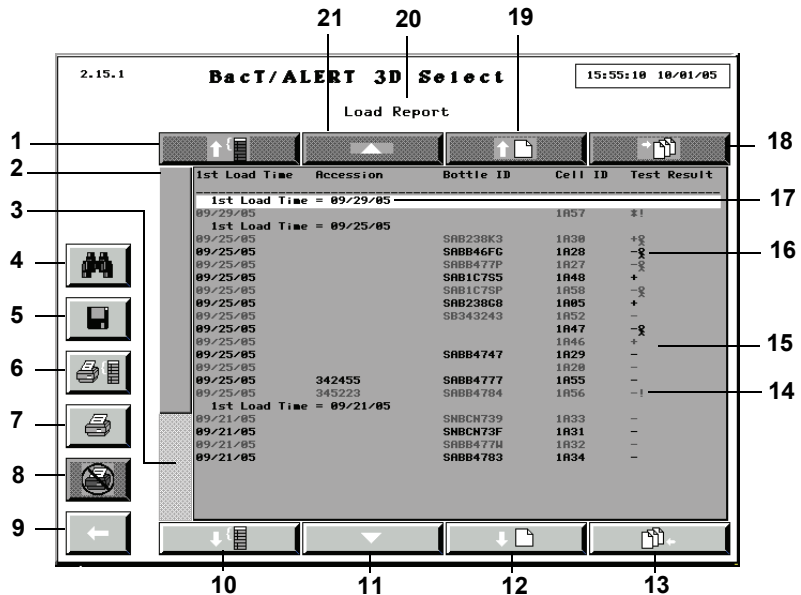 21 20 19
2.15.1 BacT/ALERT 3D Select 15:55:10 10/01/05
Load Report
1
18
2
1st Load Time Accession Bottle ID Cell ID Test Result
1st Load Time = 09/29/05
17
3
09/29/05 1A57 *!
1st Load Time = 09/25/05
09/25/05 SAB238K3 1A30 +
4
09/25/05 SABB46FG 1A28 -
16
09/25/05 SABB477P 1A27 -
09/25/05 SAB1C7S5 1A48 +
09/25/05 SAB1C7SP 1A58 -
09/25/05 SAB238G8 1A05 +
5
09/25/05 SB343243 1A52 -
09/25/05 1A47 -
09/25/05 1A46 +
15
09/25/05 SABB4747 1A29 -
6
09/25/05 1A20 -
09/25/05 342455 SABB4777 1A55 -
09/25/05 345223 SABB4784 1A56 -!
14
1st Load Time = 09/21/05
7
09/21/05 SNBCN739 1A33 -
09/21/05 SNBCN73F 1A31 -
09/21/05 SABB477W 1A32 -
09/21/05 SABB4783 1A34 -
8
9
10 11 12 13